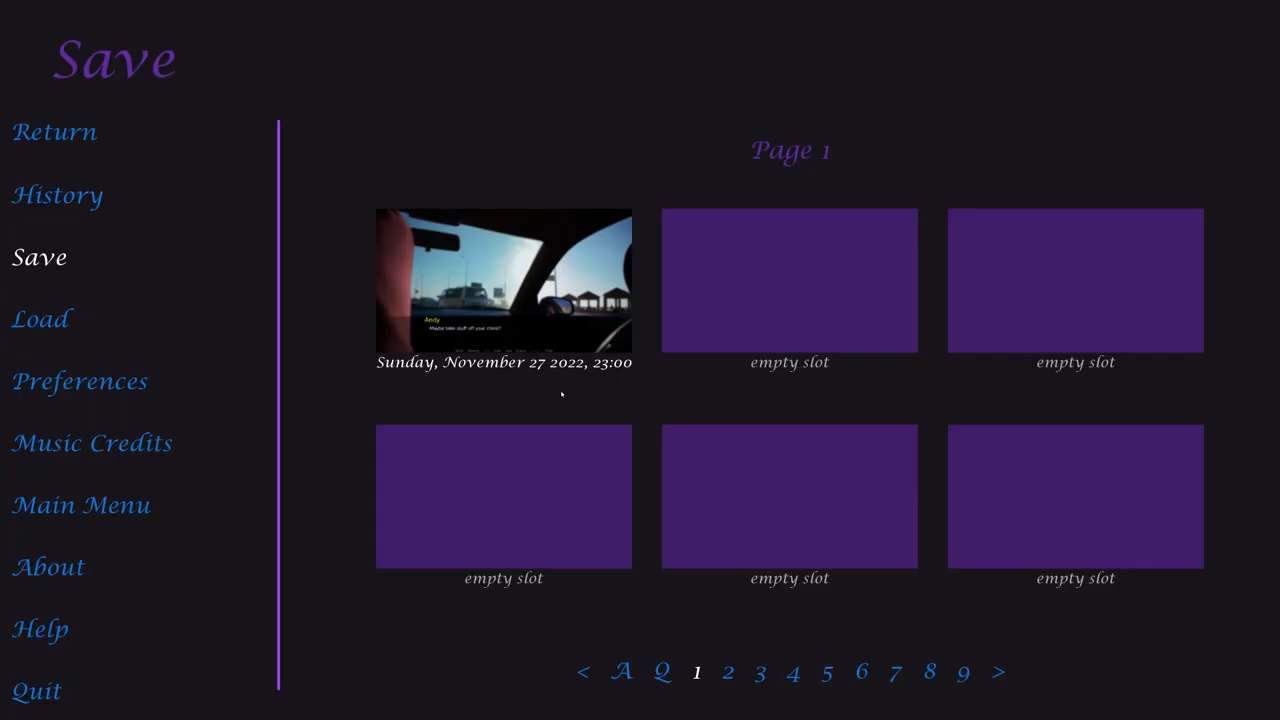 Save
Return
History
Save
Load
Preferences
Music Credits
Main Menu
About
Help
Quit
Page 1
Andy
Maybe take stuff off your chest?
Sunday, November 27 2022, 23:00
empty slot
empty slot
empty slot
empty slot
empty slot
< A Q 1 2 3 4 5 6 7 8 9 >